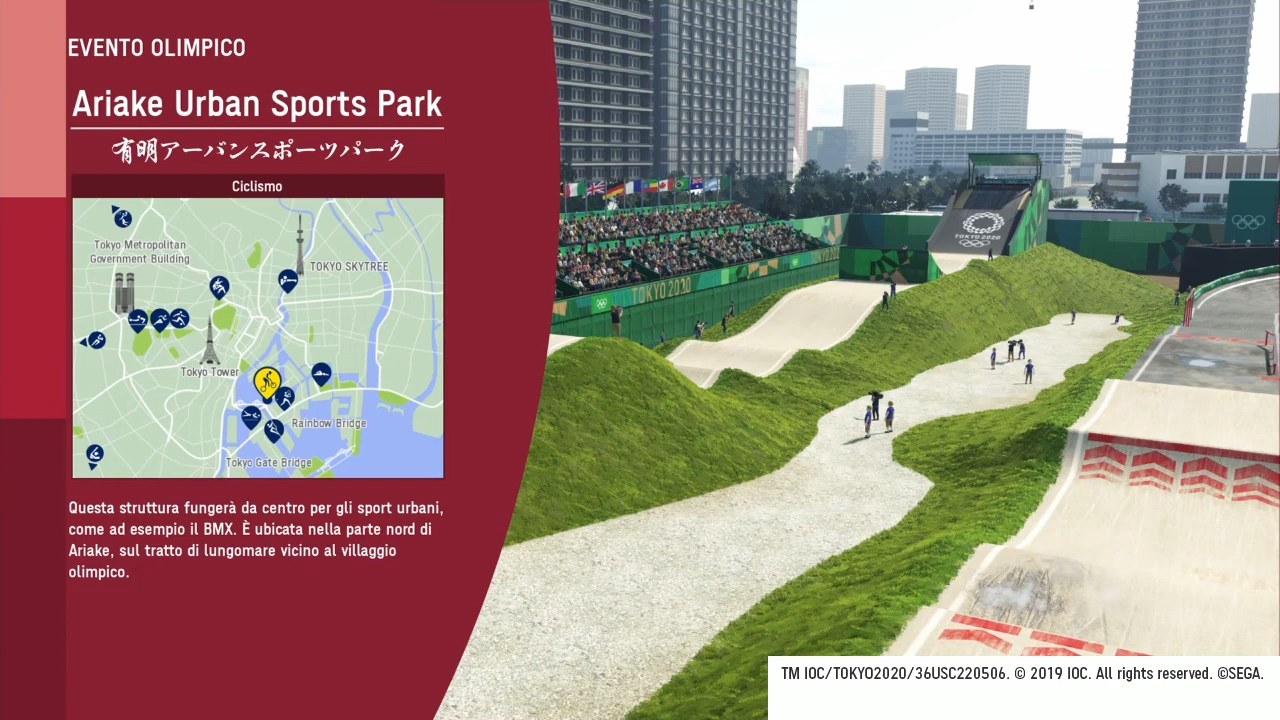 EVENTO OLIMPICO
Ariake Urban Sports Park
有明アーバンスポーツパーク
Ciclismo
Tokyo Metropolitan
Government Building
TOKYO SKYTREE
Tokyo Tower
Rainbow Bridge
Tokyo Gate Bridge
Questa struttura fungerà da centro per gli sport urbani,
come ad esempio il BMX. È ubicata nella parte nord di
Ariake, sul tratto di lungomare vicino al villaggio
olimpico.
TOKYO 2020
TOKYO 2020
TM IOC/TOKYO2020/36USC220506. © 2019 IOC. All rights reserved. ©SEGA.